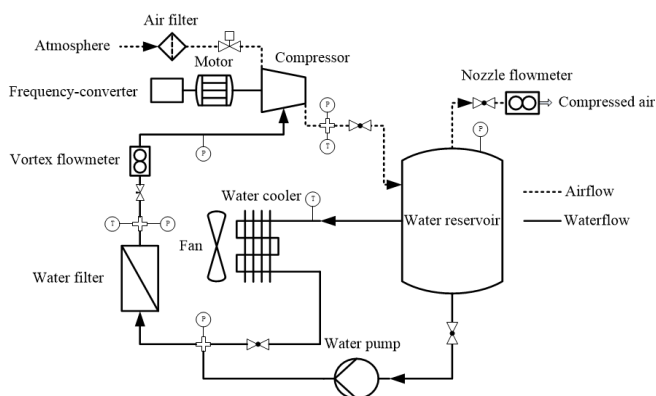 Air filter
Atmosphere
Compressor
Motor
Nozzle flowmeter
Frequency-converter
P
Compressed air
P
T
P
P
Vortex flowmeter
Water cooler
T
Airflow
Water reservoir
Waterflow
T
P
Fan
Water filter
P
Water pump